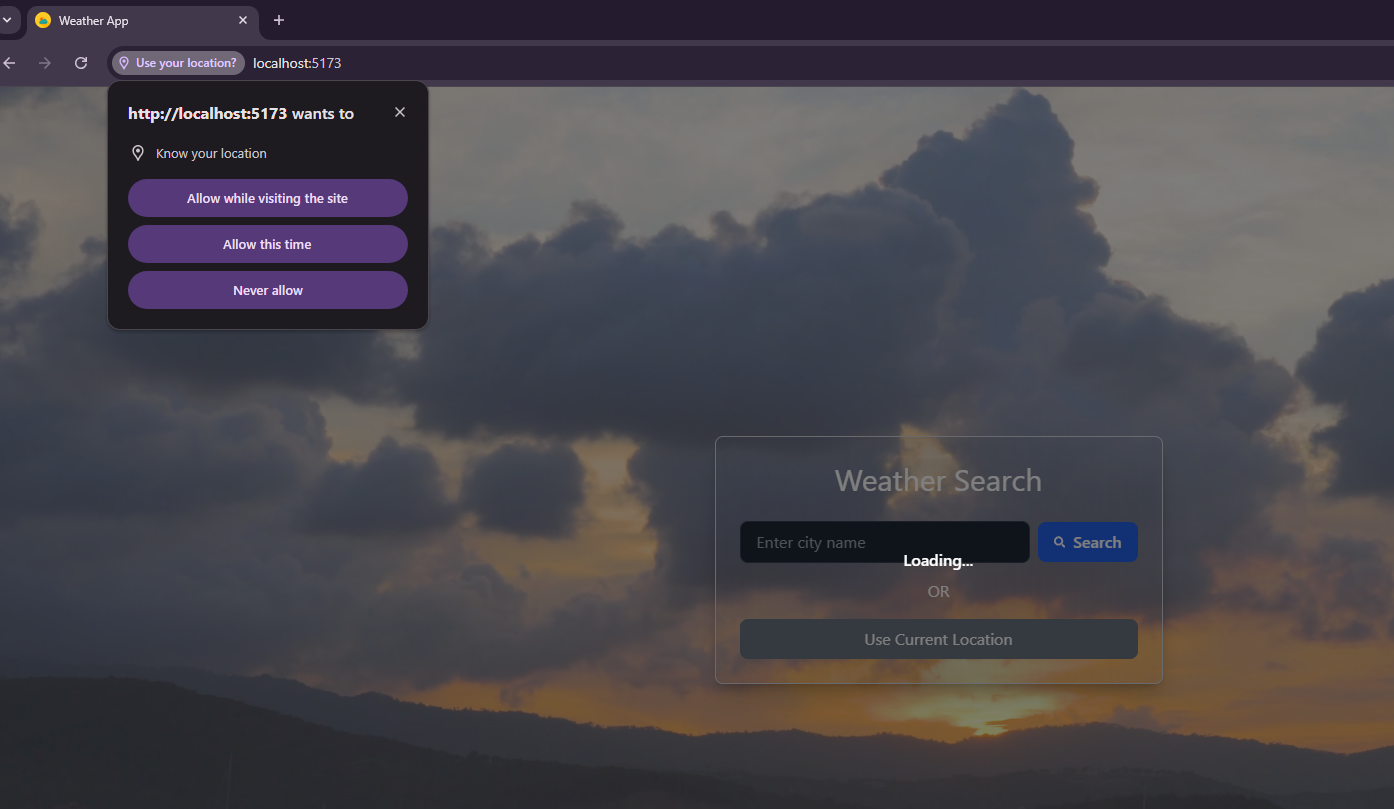 Weather App
Use your location?
localhost:5173
http://localhost:5173 wants to
Know your location
Allow while visiting the site
Allow this time
Never allow
Weather Search
Enter city name
Search
Loading...
OR
Use Current Location